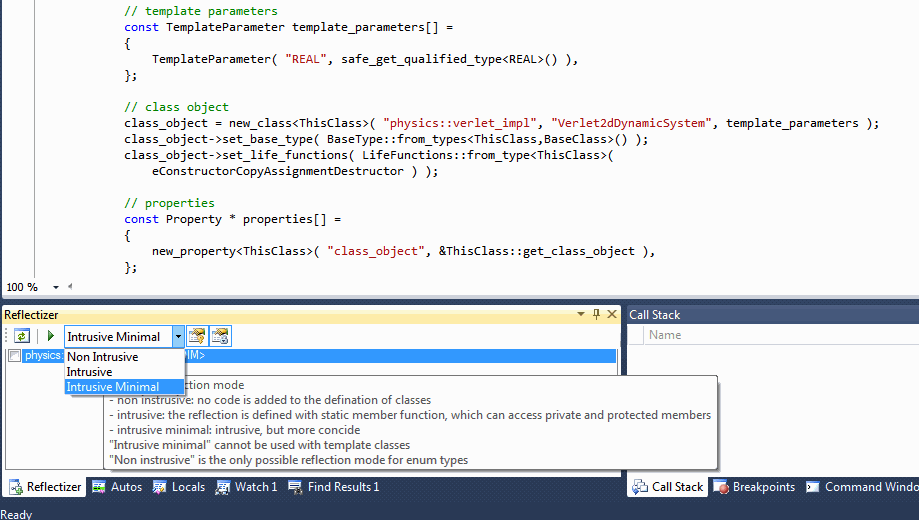 // template parameters
const TemplateParameter template_parameters[] =
{
TemplateParameter( "REAL", safe_get_qualified_type<REAL>() ),
};
// class object
class_object = new_class<ThisClass>( "physics::verlet_impl", "Verlet2dDynamicSystem", template_parameters );
class_object->set_base_type( BaseType::from_types<ThisClass,BaseClass>() );
class_object->set_life_functions( LifeFunctions::from_type<ThisClass>(
eConstructorCopyAssignmentDestructor ) );
// properties
const Property * properties[] =
{
new_property<ThisClass>( "class_object", &ThisClass::get_class_object ),
};
100 %
Reflectizer
Call Stack
Intrusive Minimal
Name
physics: IM>
Non Intrusive
Intrusive
Intrusive Minimal
ction mode
- non instrusive: no code is added to the defination of classes
- intrusive: the reflection is defined with static member function, which can access private and protected members
- intrusive minimal: intrusive, but more concide
"Intrusive minimal" cannot be used with template classes
"Non instrusive" is the only possible reflection mode for enum types
Reflectizer Autos Locals Watch 1 Find Results 1
Call Stack Breakpoints Command Windo
Ready